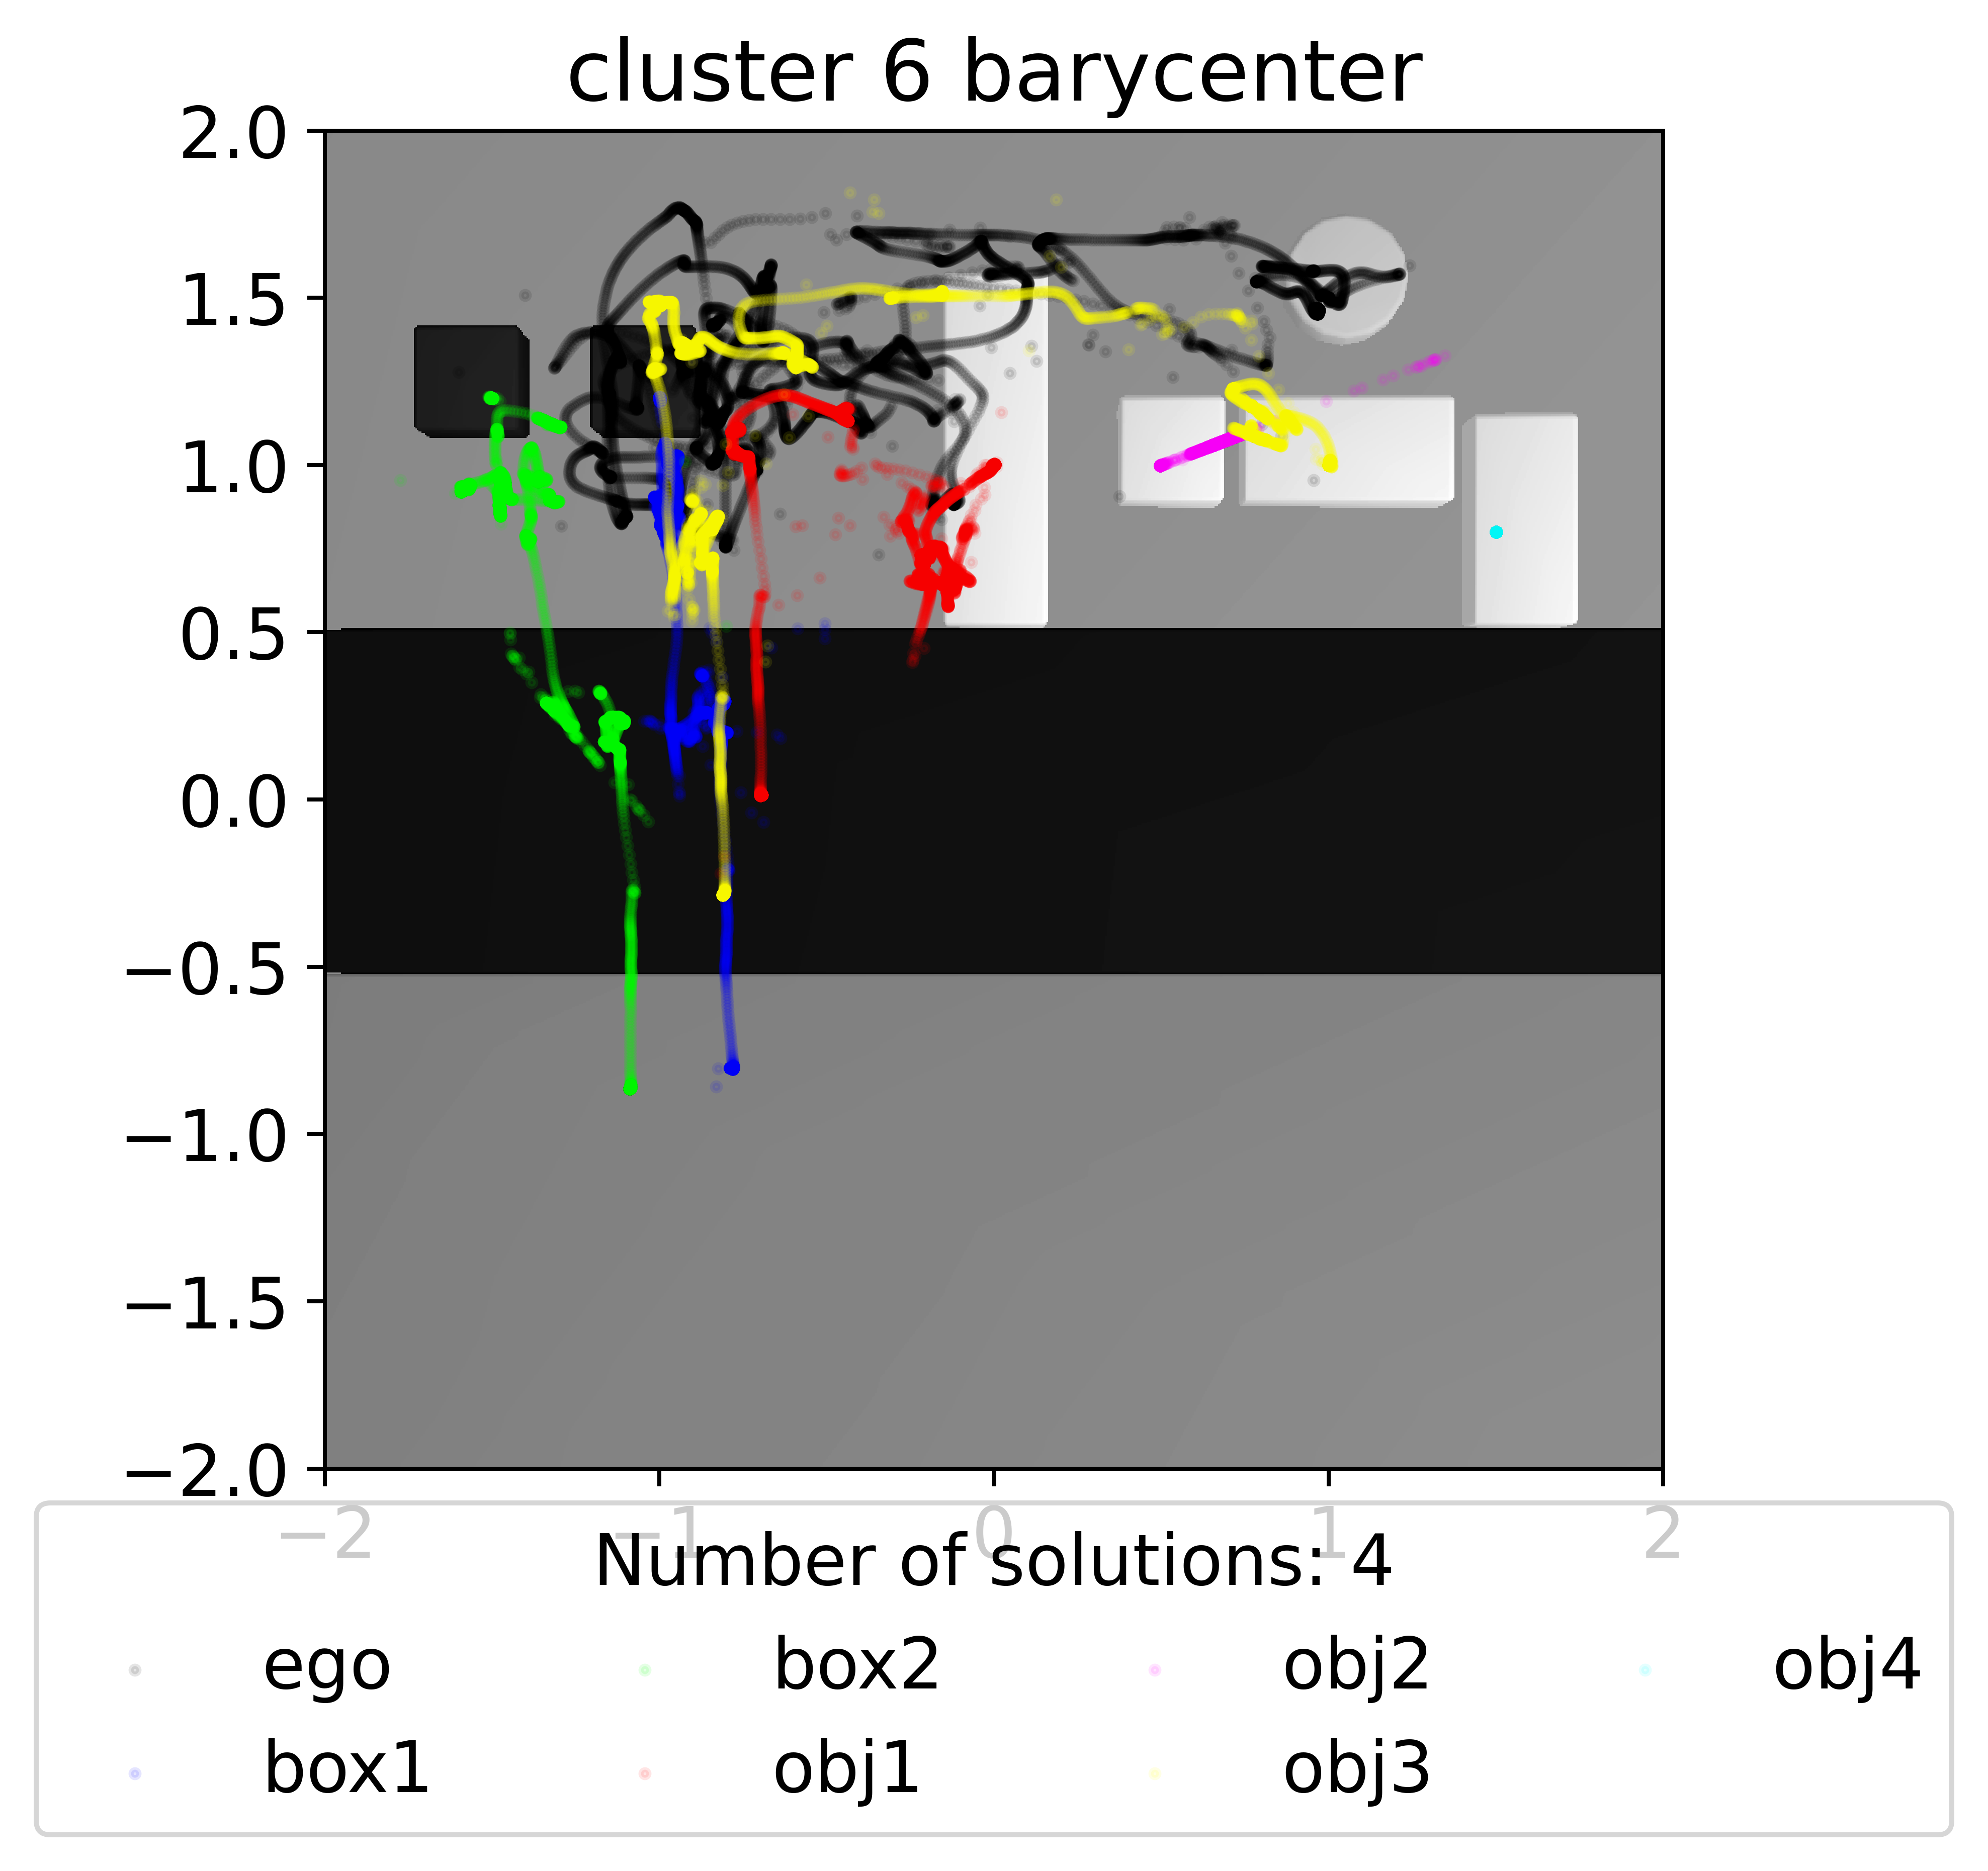 cluster 6 barycenter
2.0
1.5
1.0
0.5
0.0
−0.5
−1.0
−1.5
−2.0
−2 −1 0 1 2
Number of solutions: 4
ego box2 obj2 obj4
box1 obj1 obj3